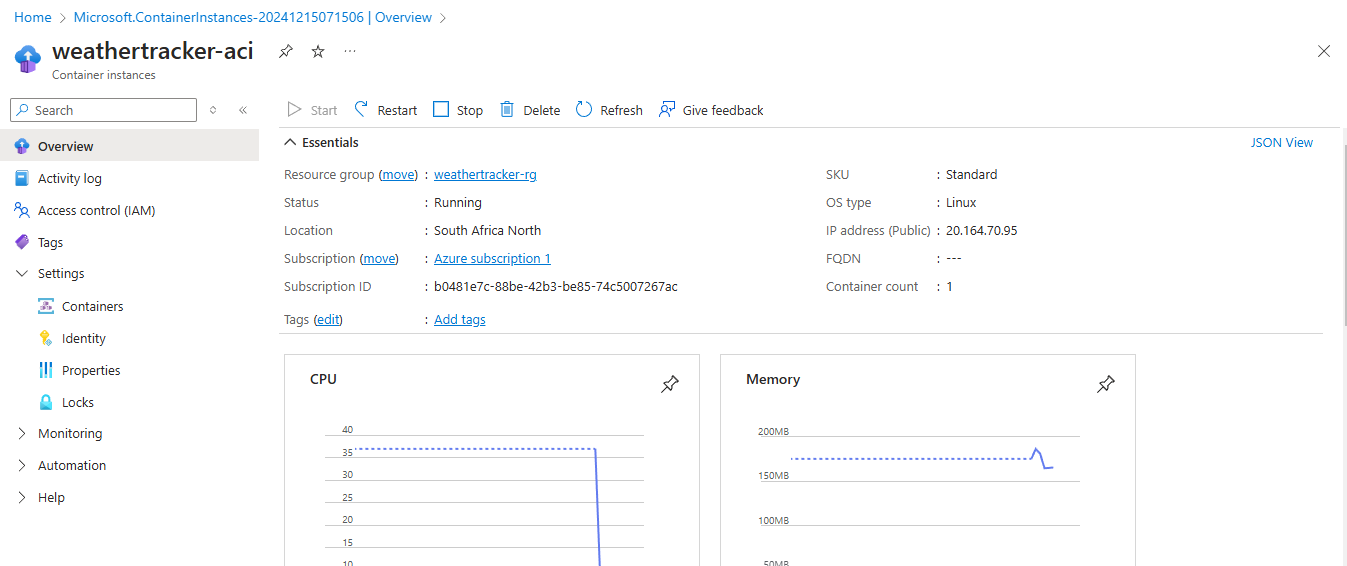 Home > Microsoft.ContainerInstances-20241215071506 | Overview >
weathertracker-aci
Container instances
Search
Start Restart Stop Delete Refresh Give feedback
Overview
Activity log
Access control (IAM)
Tags
Settings
Containers
Identity
Properties
Locks
Monitoring
Automation
Help
Essentials
JSON View
Resource group (move) : weathertracker-rg
Status : Running
Location : South Africa North
Subscription (move) : Azure subscription 1
Subscription ID : b0481e7c-88be-42b3-be85-74c5007267ac
Tags (edit) : Add tags
SKU : Standard
OS type : Linux
IP address (Public) : 20.164.70.95
FQDN : ---
Container count : 1
CPU
40
35
30
25
20
15
10
Memory
200MB
150MB
100MB
50MB